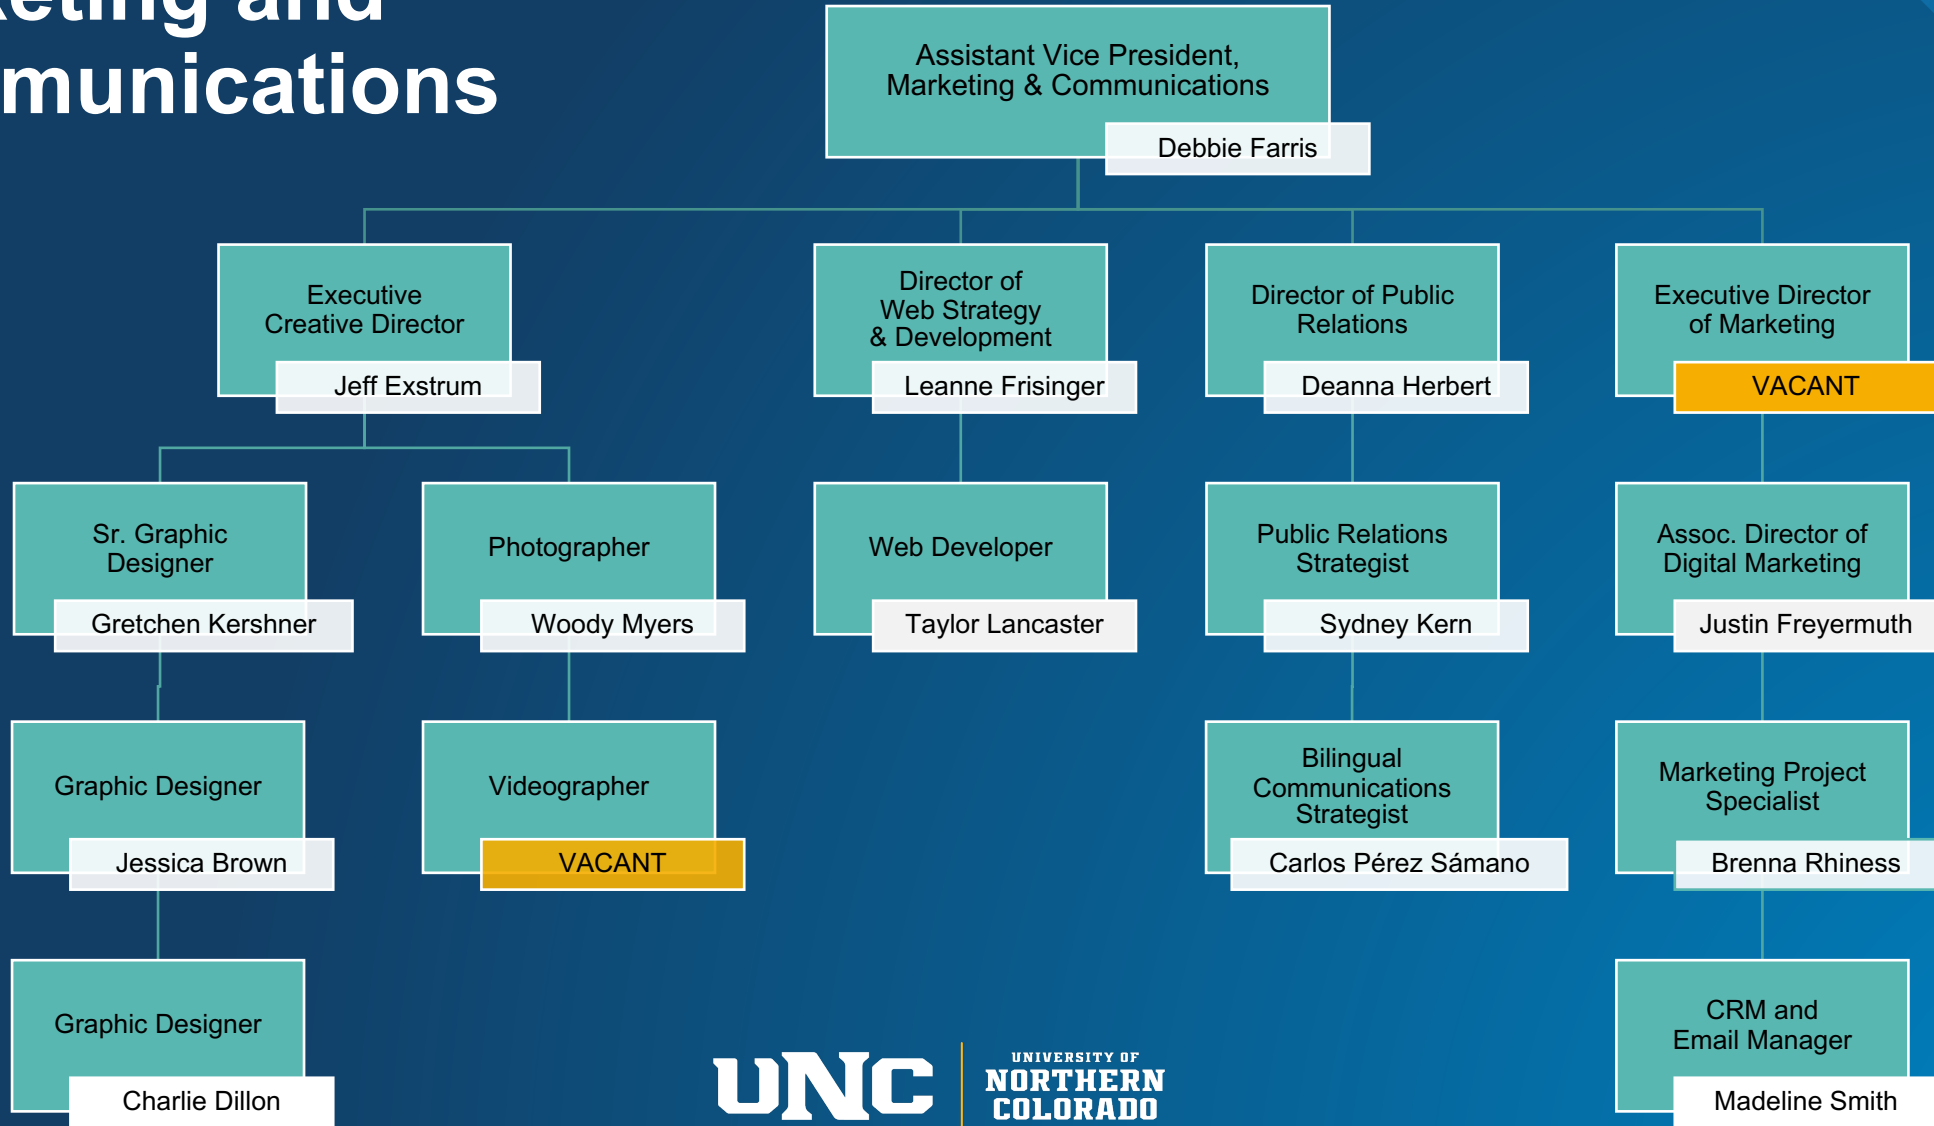 keting and
munications
Assistant Vice President,
Marketing & Communications
Debbie Farris
Executive
Creative Director
Jeff Exstrum
Director of
Web Strategy
& Development
Leanne Frisinger
Director of Public
Relations
Deanna Herbert
Executive Director
of Marketing
VACANT
Sr. Graphic
Designer
Gretchen Kershner
Photographer
Woody Myers
Web Developer
Taylor Lancaster
Public Relations
Strategist
Sydney Kern
Assoc. Director of
Digital Marketing
Justin Freyermuth
Graphic Designer
Jessica Brown
Videographer
VACANT
Bilingual
Communications
Strategist
Carlos Pérez Sámano
Marketing Project
Specialist
Brenna Rhiness
Graphic Designer
Charlie Dillon
CRM and
Email Manager
Madeline Smith
UNC
UNIVERSITY OF
NORTHERN
COLORADO